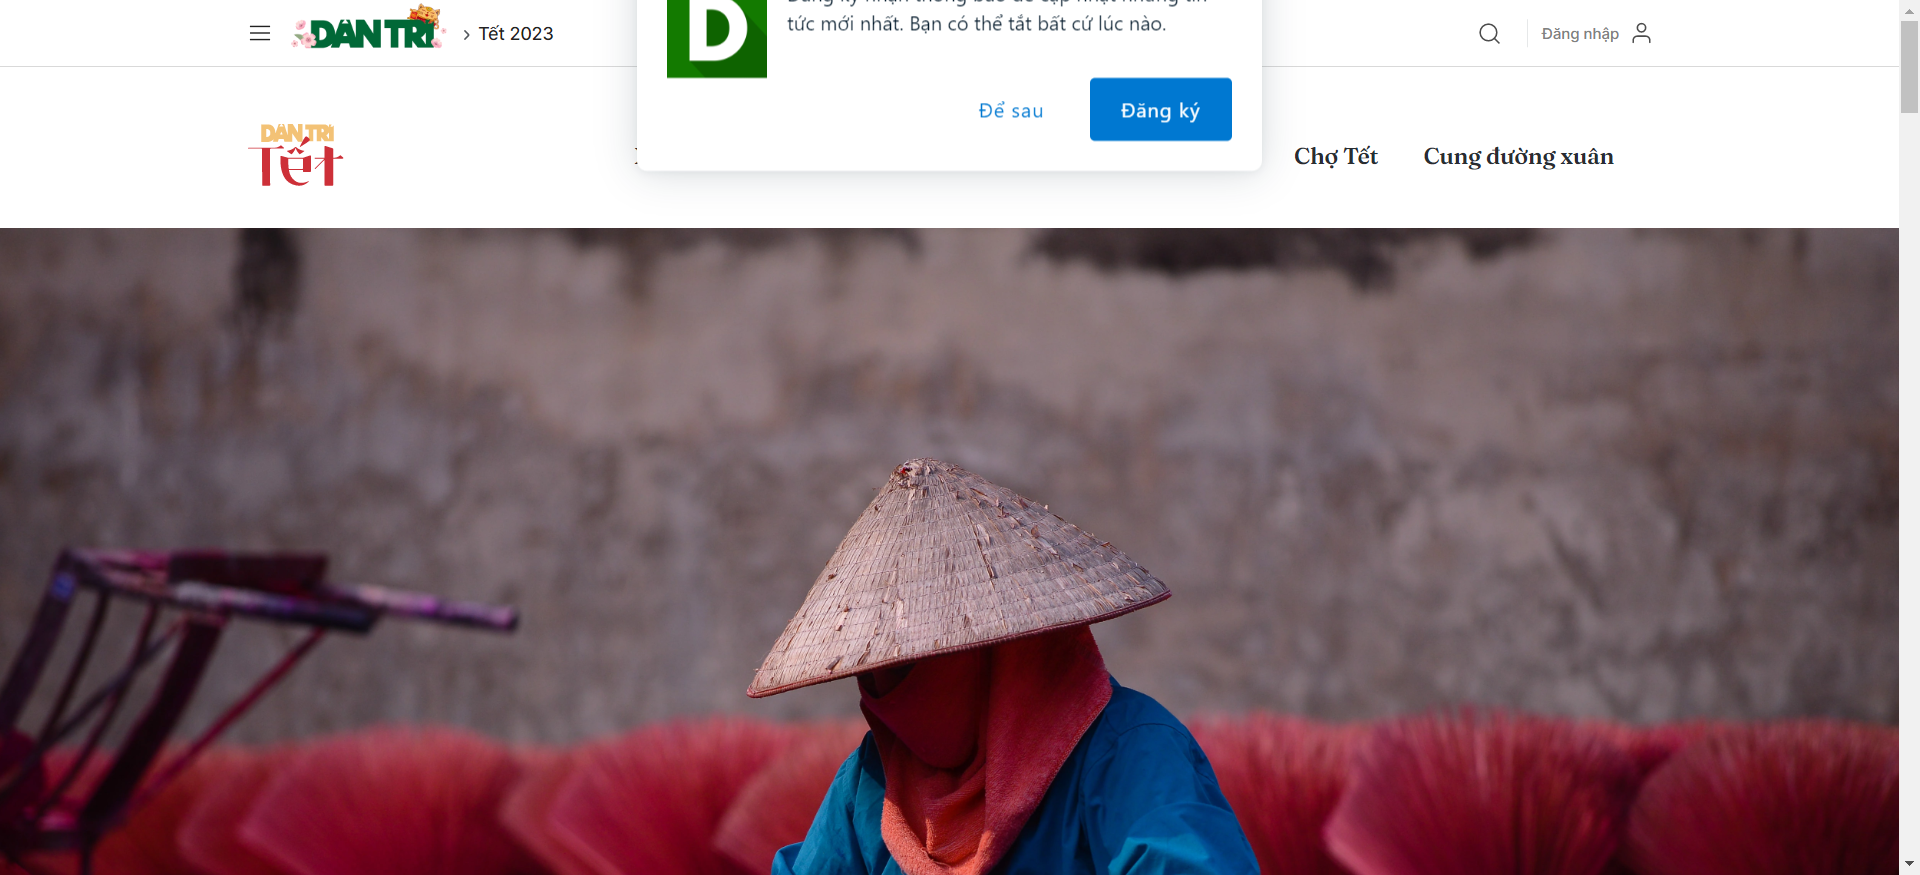 DÂN TRÍ
Tết 2023
D
tức mới nhất. Bạn có thể tắt bất cứ lúc nào.
Để sau
Đăng ký
Đăng nhập
DÂN TRÍ
Tết
Chợ Tết
Cung đường xuân